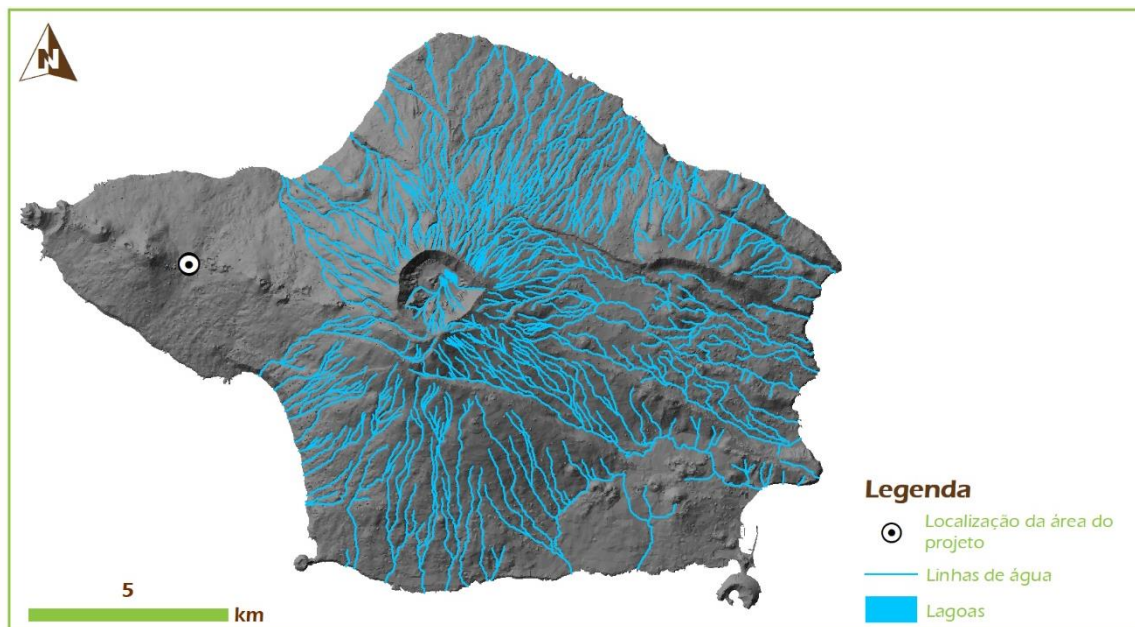 N
Legenda
Localização da área do
projeto
Linhas de água
Lagoas
5
km